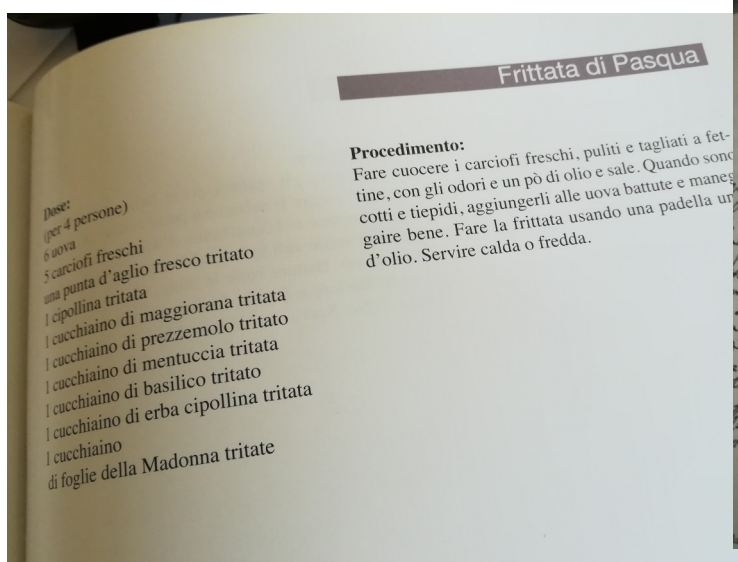 Frittata di Pasqua
Dose:
(per 4 persone)
6 uova
5 carciofi freschi
una punta d'aglio fresco tritato
1 cipollina tritata
1 cucchiaino di maggiorana tritata
1 cucchiaino di prezzemolo tritato
1 cucchiaino di mentuccia tritata
1 cucchiaino di basilico tritato
1 cucchiaino di erba cipollina tritata
1 cucchiaino
di foglie della Madonna tritate
Procedimento:
Fare cuocere i carciofi freschi, puliti e tagliati a fet-
tine, con gli odori e un pò di olio e sale. Quando sono
cotti e tiepidi, aggiungerli alle uova battute e maneg
gaire bene. Fare la frittata usando una padella un
d'olio. Servire calda o fredda.